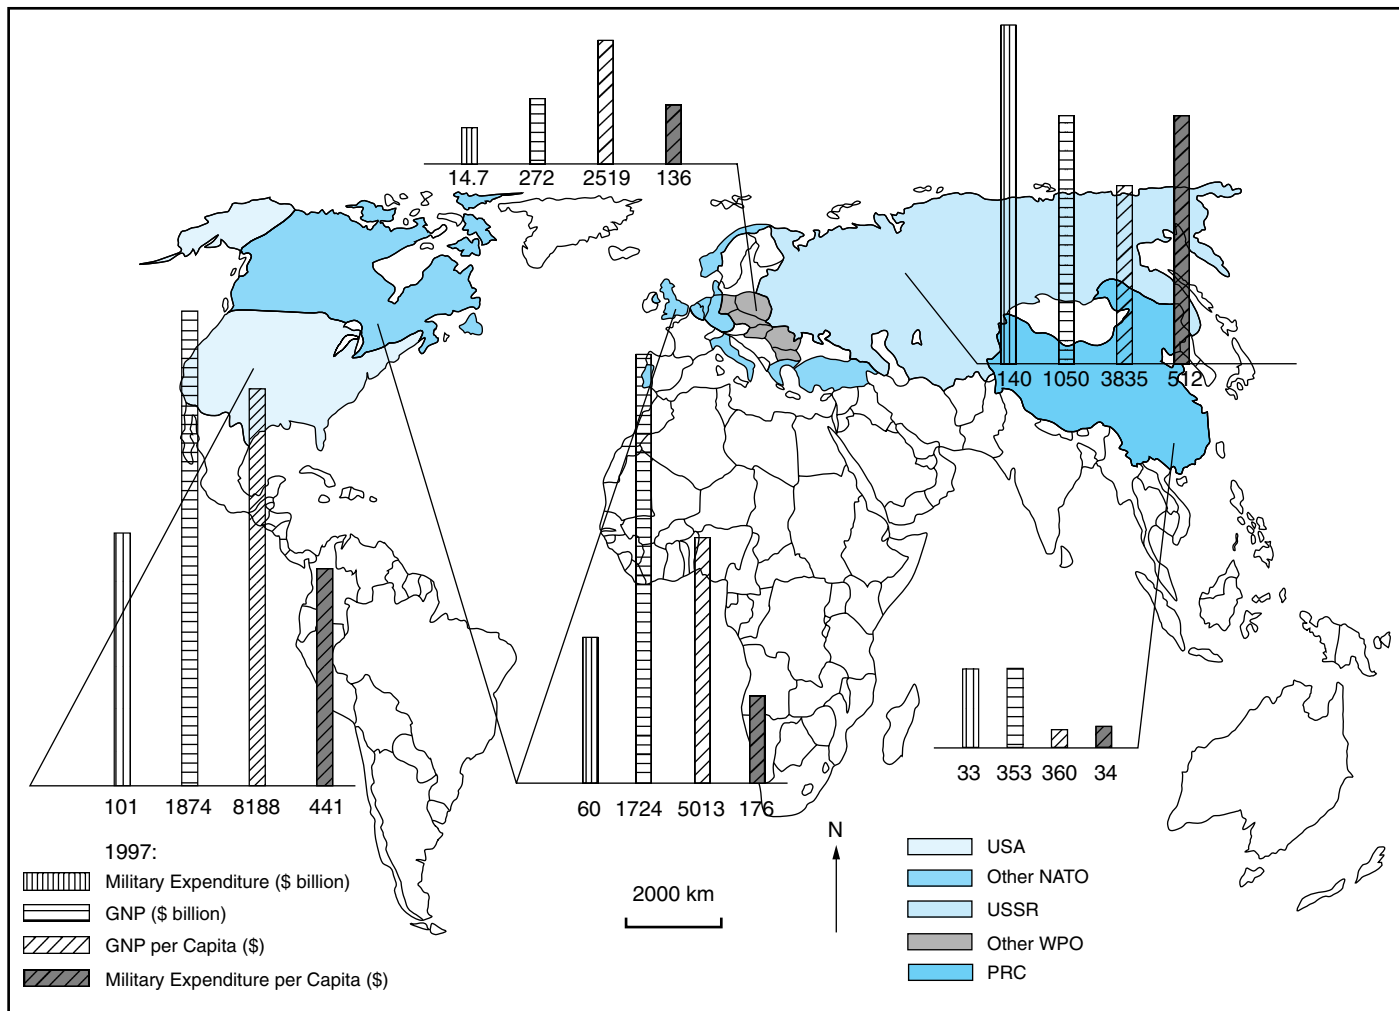 14.7 272 2519 136
140 1050 3835 512
33 353 360 34
101 1874 8188 441
60 1724 5013 176
1997:
Military Expenditure ($ billion)
GNP ($ billion)
GNP per Capita ($)
Military Expenditure per Capita ($)
2000 km
N
USA
Other NATO
USSR
Other WPO
PRC